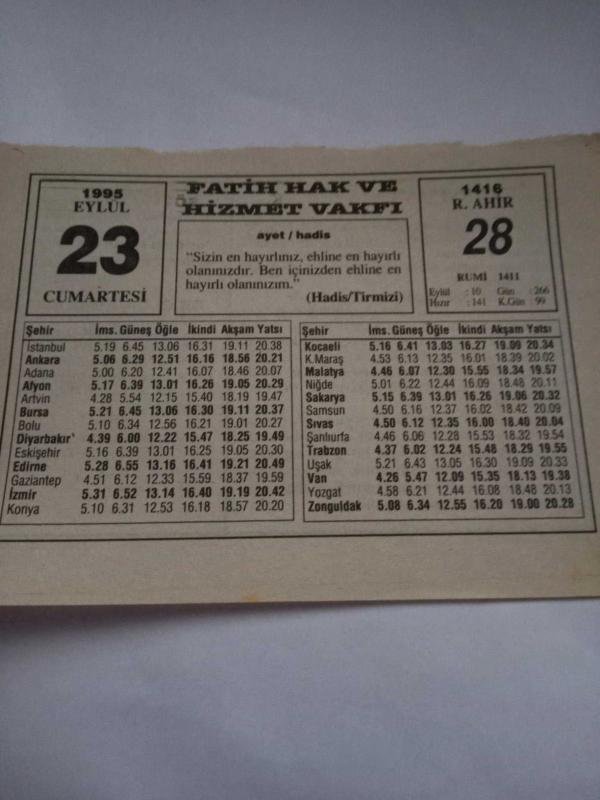 1995
EYLÜL
23
CUMARTESİ
FATİH HAK VE
HİZMET VAKFI
ayet / hadis
“Sizin en hayırlınız, ehline en hayırlı
olanınızdır. Ben içinizden ehline en
hayırlı olanınızım.”
(Hadis/Tirmizi)
1416
R. AHİR
28
RUMİ 1411
Eylül : 10 Gün : 266
Hızır : 141 K.Gün : 99
Şehir İms. Güneş Öğle İkindi Akşam Yatsı
İstanbul 5.19 6.45 13.06 16.31 19.11 20.38
Ankara 5.06 6.29 12.51 16.16 18.56 20.21
Adana 5.00 6.20 12.41 16.07 18.46 20.07
Afyon 5.17 6.39 13.01 16.26 19.05 20.29
Artvin 4.28 5.54 12.15 15.40 18.19 19.47
Bursa 5.21 6.45 13.06 16.30 19.11 20.37
Bolu 5.10 6.34 12.56 16.21 19.01 20.27
Diyarbakır 4.39 6.00 12.22 15.47 18.25 19.49
Eskişehir 5.16 6.39 13.01 16.25 19.05 20.30
Edirne 5.28 6.55 13.16 16.41 19.21 20.49
Gaziantep 4.51 6.12 12.33 15.59 18.37 19.59
İzmir 5.31 6.52 13.14 16.40 19.19 20.42
Konya 5.10 6.31 12.53 16.18 18.57 20.20
Şehir İms. Güneş Öğle İkindi Akşam Yatsı
Kocaeli 5.16 6.41 13.03 16.27 19.09 20.34
K.Maraş 4.53 6.13 12.35 16.01 18.39 20.02
Malatya 4.46 6.07 12.30 15.55 18.34 19.57
Niğde 5.01 6.22 12.44 16.09 18.48 20.11
Sakarya 5.15 6.39 13.01 16.26 19.06 20.32
Samsun 4.50 6.16 12.37 16.02 18.42 20.09
Sıvas 4.50 6.12 12.35 16.00 18.40 20.04
Şanlıurfa 4.46 6.06 12.28 15.53 18.32 19.54
Trabzon 4.37 6.02 12.24 15.48 18.29 19.55
Uşak 5.21 6.43 13.05 16.30 19.09 20.33
Van 4.26 5.47 12.09 15.35 18.13 19.38
Yozgat 4.58 6.21 12.44 16.08 18.48 20.13
Zonguldak 5.08 6.34 12.55 16.20 19.00 20.28